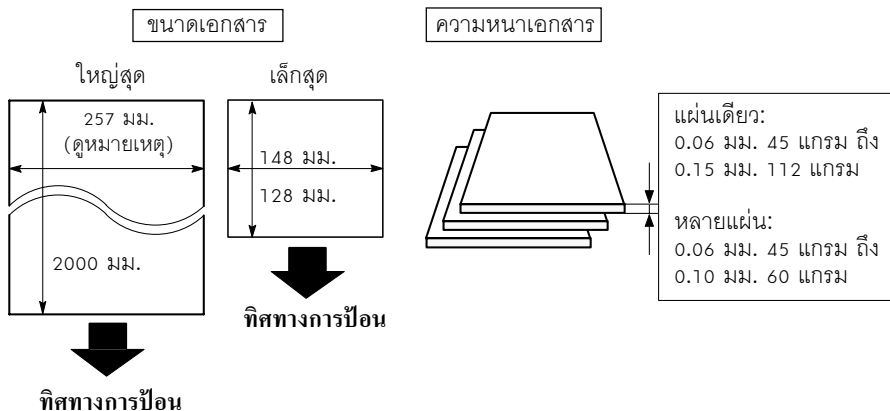 ขนาดเอกสาร
ความหนาเอกสาร
ใหญ่สุด
เล็กสุด
257 มม.
(ดูหมายเหตุ)
2000 มม.
148 มม.
128 มม.
ทิศทางการป้อน
ทิศทางการป้อน
แผ่นเดียว:
0.06 มม. 45 แกรม ถึง
0.15 มม. 112 แกรม
หลายแผ่น:
0.06 มม. 45 แกรม ถึง
0.10 มม. 60 แกรม